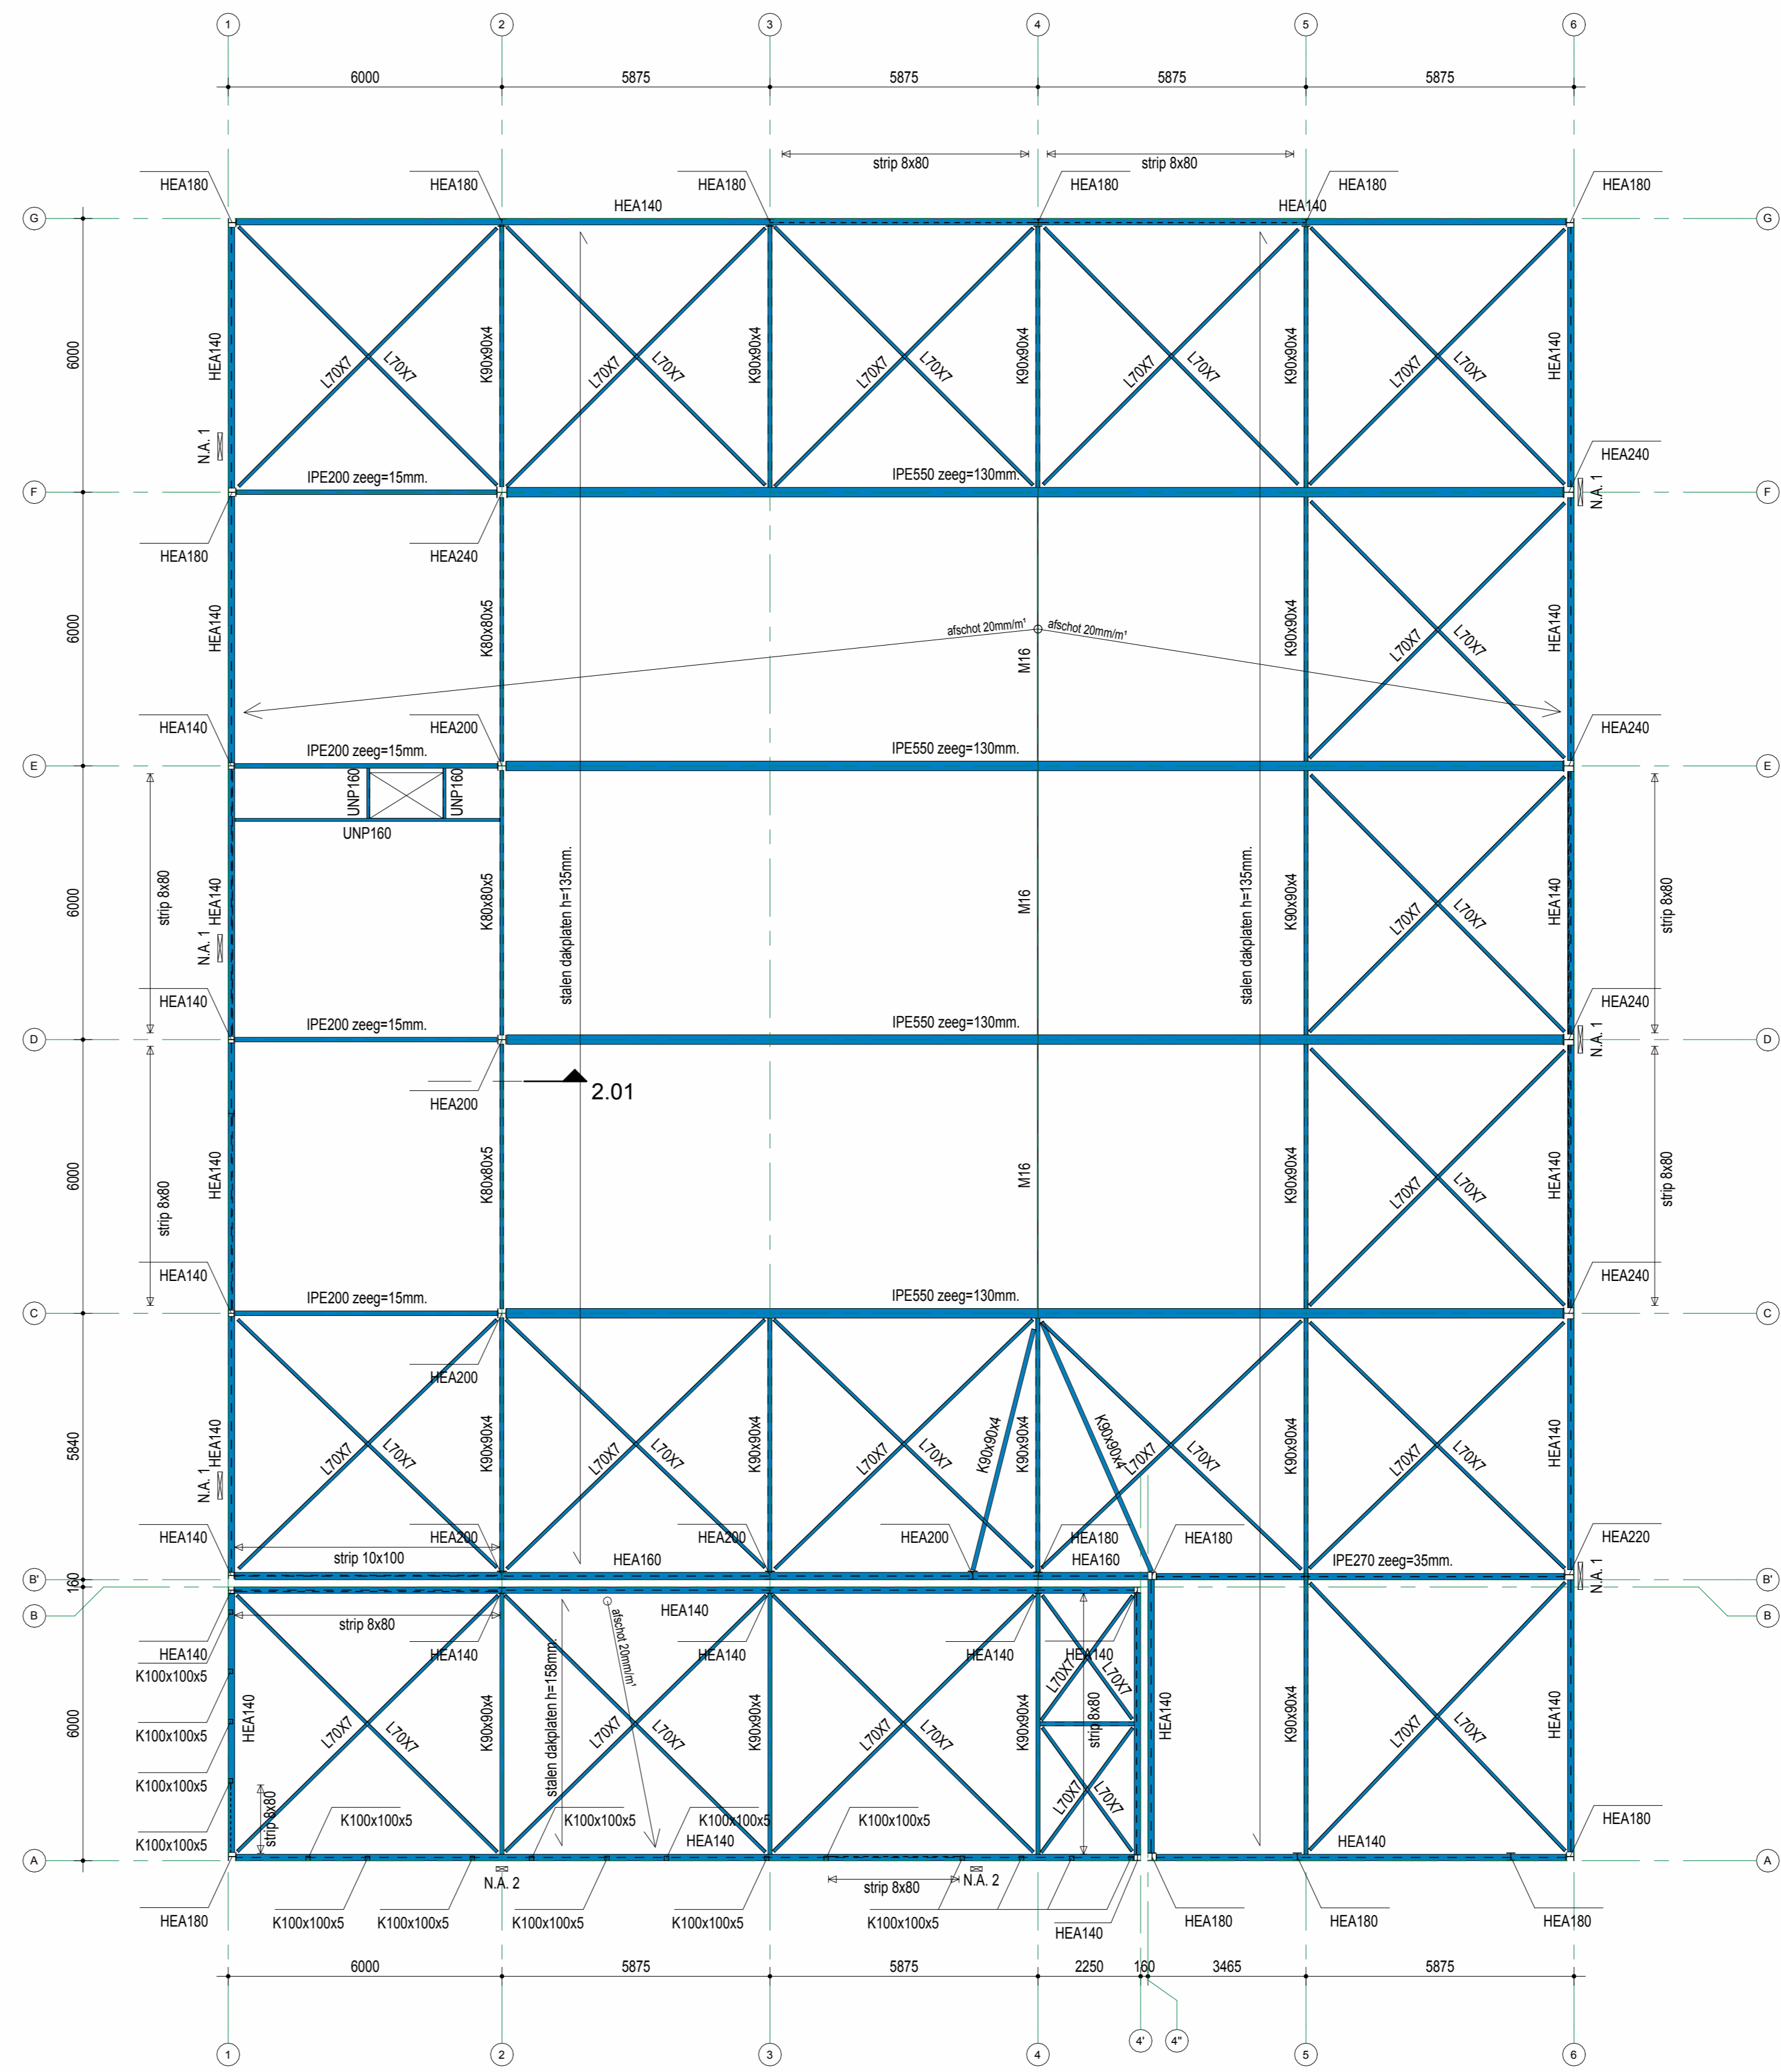 1 2 3 4 5 6
6000 5875 5875 5875 5875
strip 8x80 strip 8x80
HEA180 HEA180 HEA180 HEA180 HEA180 HEA180
HEA140 HEA140
G G
6000 HEA140 K90x90x4 K90x90x4 K90x90x4 K90x90x4 HEA140
L70X7 L70X7 L70X7 L70X7 L70X7 L70X7 L70X7 L70X7 L70X7 L70X7
N.A. 1
HEA240
IPE200 zeeg=15mm. IPE550 zeeg=130mm.
F N.A. 1 F
HEA180 HEA240
6000 HEA140 K80x80x5 K90x90x4 HEA140
afschot 20mm/m¹ afschot 20mm/m¹
M16
L70X7 L70X7
HEA140 HEA200 HEA240
IPE200 zeeg=15mm. IPE550 zeeg=130mm.
E E
UNP160 UNP160
UNP160
6000 strip 8x80 HEA140 K80x80x5 M16 K90x90x4 HEA140 strip 8x80
stalen dakplaten h=135mm. stalen dakplaten h=135mm.
L70X7 L70X7
N.A. 1
HEA140 HEA240
IPE200 zeeg=15mm. IPE550 zeeg=130mm.
D N.A. 1 D
HEA200
2.01
6000 strip 8x80 HEA140 K80x80x5 M16 K90x90x4 HEA140 strip 8x80
L70X7 L70X7
HEA140 HEA240
IPE200 zeeg=15mm. IPE550 zeeg=130mm.
C C
HEA200
5840 HEA140 K90x90x4 K90x90x4 K90x90x4 K90x90x4 K90x90x4 K90x90x4 HEA140
L70X7 L70X7 L70X7 L70X7 L70X7 L70X7 L70X7 L70X7 L70X7 L70X7
N.A. 1
HEA140 HEA200 HEA200 HEA200 HEA180 HEA180 HEA220
strip 10x100 HEA160 HEA160 IPE270 zeeg=35mm.
B' 160 N.A. 1 B'
B B
strip 8x80 HEA140
afschot 20mm/m¹
HEA140 HEA140 HEA140 HEA140 HEA140
K100x100x5
L70X7 L70X7
6000 HEA140 K90x90x4 stalen dakplaten h=158mm. K90x90x4 K90x90x4 strip 8x80 HEA140 K90x90x4 HEA140
K100x100x5
L70X7 L70X7 L70X7 L70X7 L70X7 L70X7 L70X7 L70X7
K100x100x5
L70X7 L70X7
strip 8x80
K100x100x5 K100x100x5 K100x100x5 K100x100x5 K100x100x5 HEA180
HEA140 HEA140
A A
N.A. 2 strip 8x80 N.A. 2
HEA180 K100x100x5 K100x100x5 K100x100x5 K100x100x5 K100x100x5 HEA140 HEA180 HEA180 HEA180
6000 5875 5875 2250 160 3465 5875
1 2 3 4 4' 4" 5 6